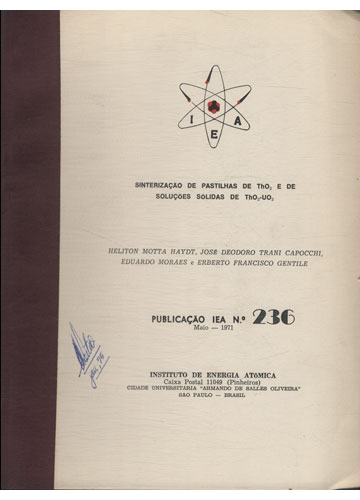 I E A
SINTERIZAÇÃO DE PASTILHAS DE ThO₂ E DE
SOLUÇÕES SÓLIDAS DE ThO₂-UO₂
HELITON MOTTA HAYDT, JOSÉ DEODORO TRANI CAPOCCHI,
EDUARDO MORAES e ERBERTO FRANCISCO GENTILE
PUBLICAÇÃO IEA N.º 236
Maio — 1971
INSTITUTO DE ENERGIA ATÔMICA
Caixa Postal 11049 (Pinheiros)
CIDADE UNIVERSITÁRIA "ARMANDO DE SALLES OLIVEIRA"
SÃO PAULO — BRASIL